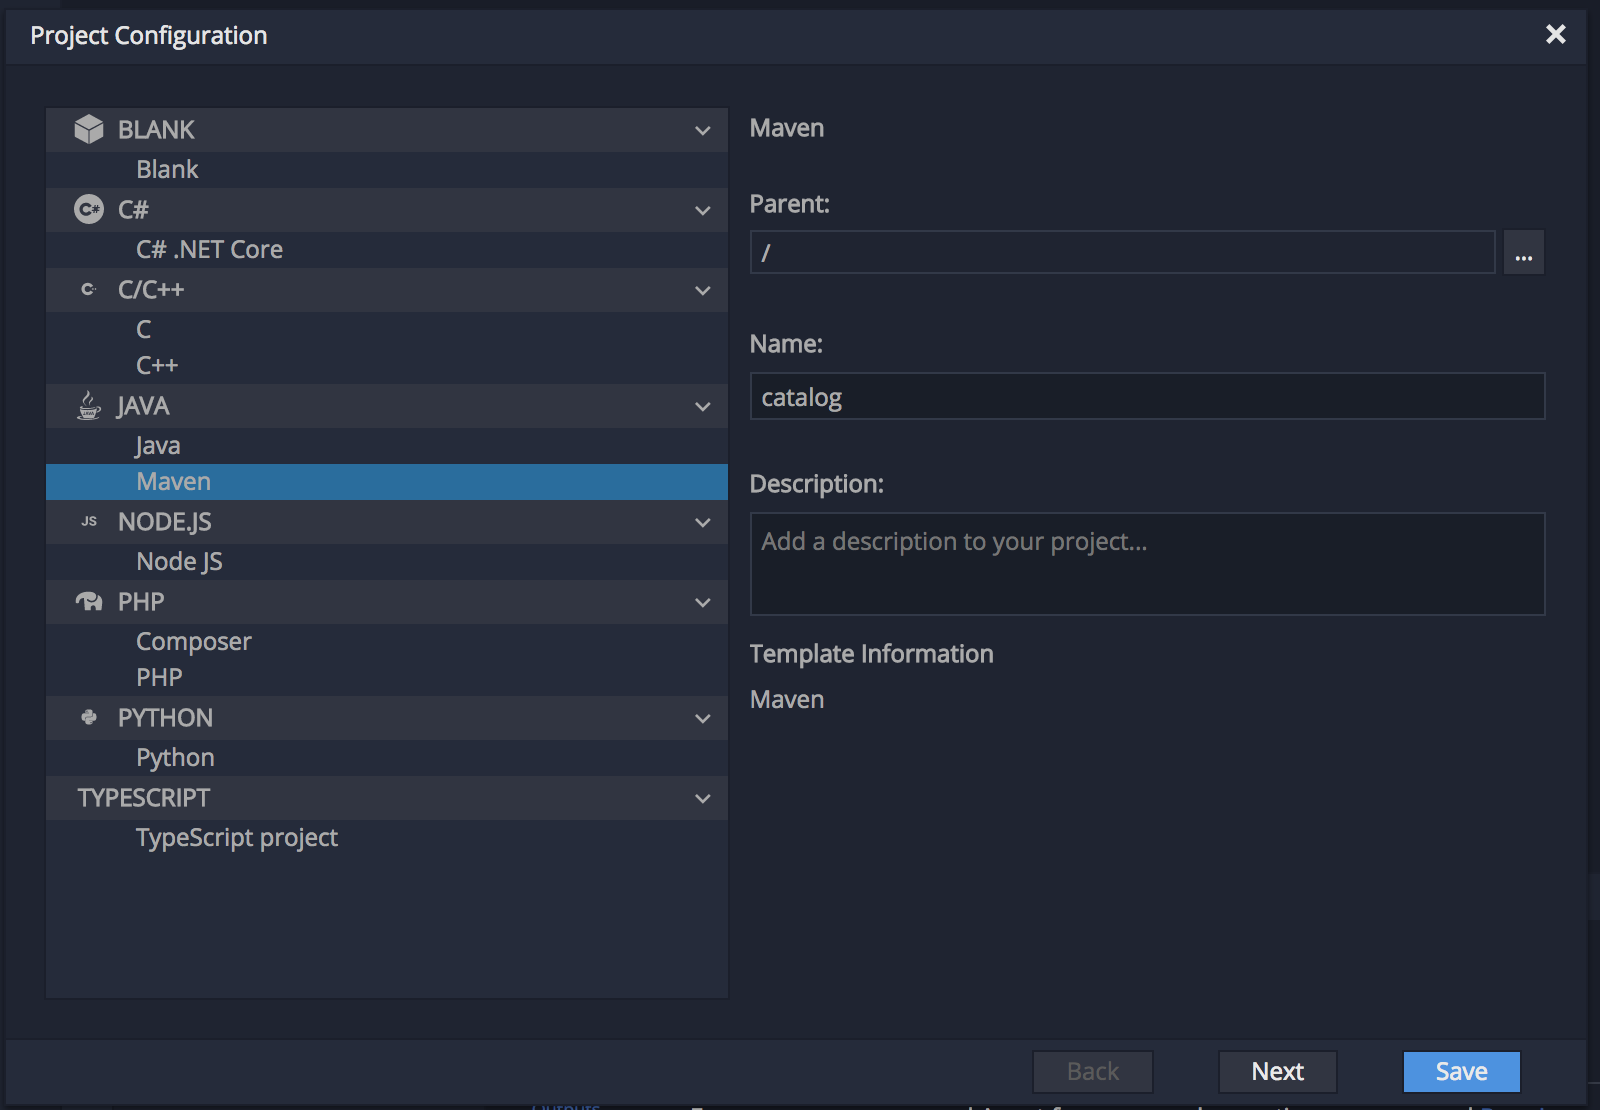 Project Configuration
BLANK
Blank
C#
C# .NET Core
C/C++
C
C++
JAVA
Java
Maven
JS NODE.JS
Node JS
PHP
Composer
PHP
PYTHON
Python
TYPESCRIPT
TypeScript project
Maven
Parent:
/
...
Name:
catalog
Description:
Add a description to your project...
Template Information
Maven
Back
Next
Save